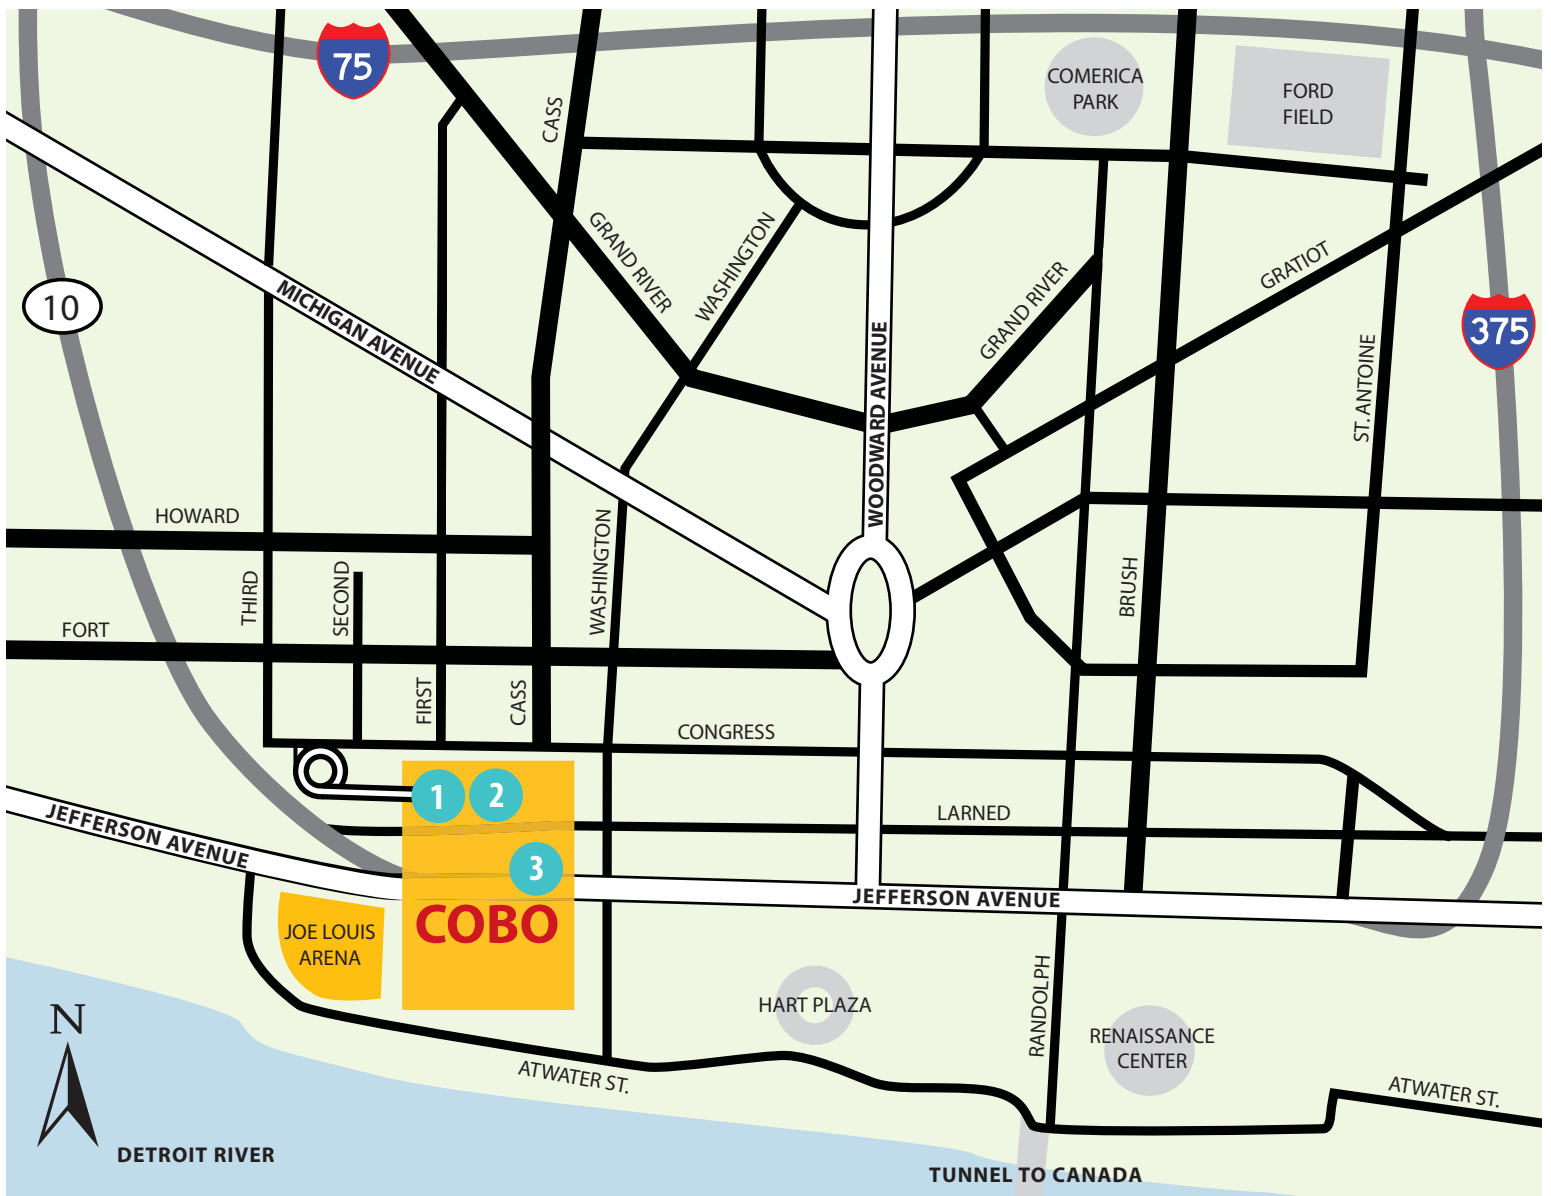 75
CASS
COMERICA
PARK
FORD
FIELD
GRAND RIVER
WASHINGTON
GRAND RIVER
GRATIOT
10
MICHIGAN AVENUE
WOODWARD AVENUE
ST. ANTOINE
375
HOWARD
THIRD
SECOND
WASHINGTON
BRUSH
FORT
FIRST
CASS
CONGRESS
1
2
LARNED
JEFFERSON AVENUE
3
JEFFERSON AVENUE
COBO
JOE LOUIS
ARENA
HART PLAZA
RANDOLPH
RENAISSANCE
CENTER
N
ATWATER ST.
ATWATER ST.
DETROIT RIVER
TUNNEL TO CANADA